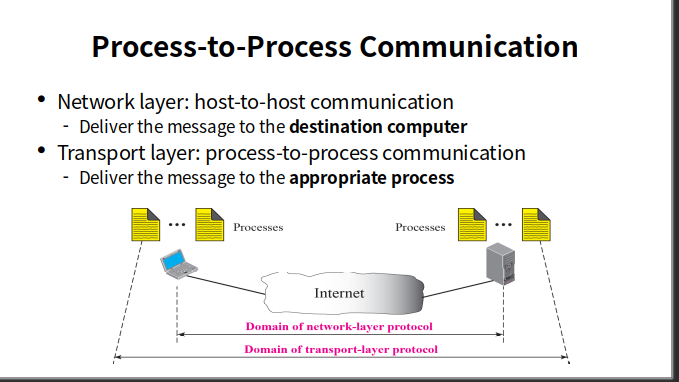 Process-to-Process Communication
• Network layer: host-to-host communication
- Deliver the message to the destination computer
• Transport layer: process-to-process communication
- Deliver the message to the appropriate process
Processes
Processes
Internet
Domain of network-layer protocol
Domain of transport-layer protocol